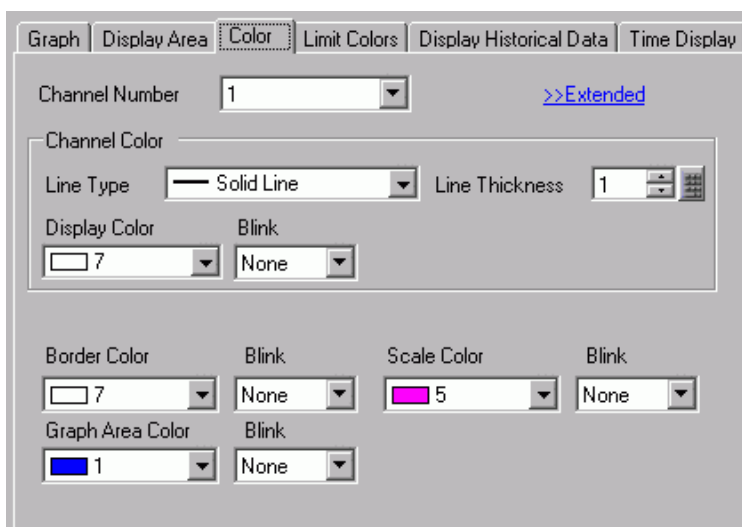 Graph Display Area Color Limit Colors Display Historical Data Time Display
Channel Number 1 >>Extended
Channel Color
Line Type Solid Line Line Thickness 1
Display Color Blink
7 None
Border Color Blink Scale Color Blink
7 None 5 None
Graph Area Color Blink
1 None